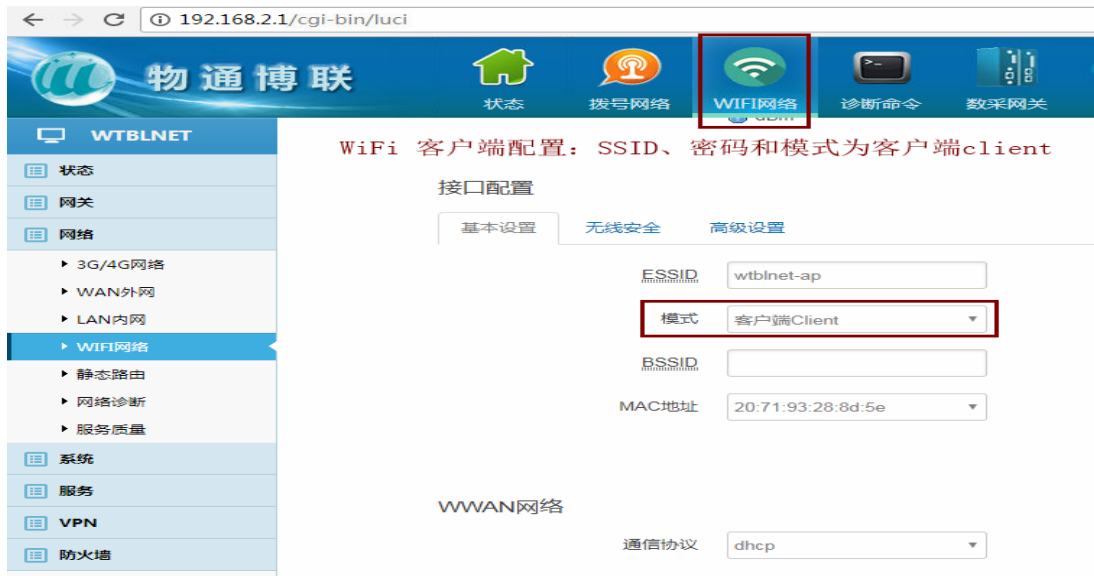 192.168.2.1/cgi-bin/luci
物通博联
状态
拨号网络
WIFI网络
诊断命令
数采网关
WTBLNET
WiFi 客户端配置: SSID、密码和模式为客户端client
状态
网关
网络
3G/4G网络
WAN外网
LAN内网
WIFI网络
静态路由
网络诊断
服务质量
系统
服务
VPN
防火墙
接口配置
基本设置
无线安全
高级设置
ESSID wtblnet-ap
模式 客户端Client
BSSID
MAC地址 20:71:93:28:8d:5e
WWAN网络
通信协议 dhcp